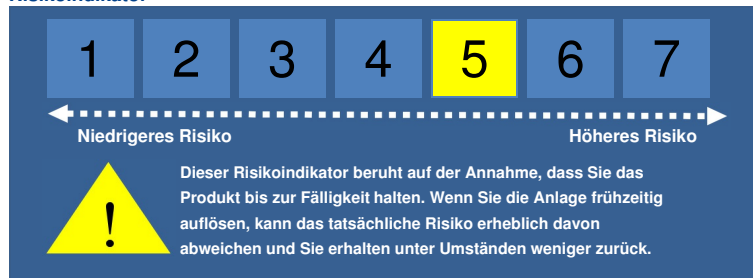 Risikoindikator
1 2 3 4 5 6 7
Niedrigeres Risiko Höheres Risiko
Dieser Risikoindikator beruht auf der Annahme, dass Sie das
Produkt bis zur Fälligkeit halten. Wenn Sie die Anlage frühzeitig
auflösen, kann das tatsächliche Risiko erheblich davon
abweichen und Sie erhalten unter Umständen weniger zurück.
!